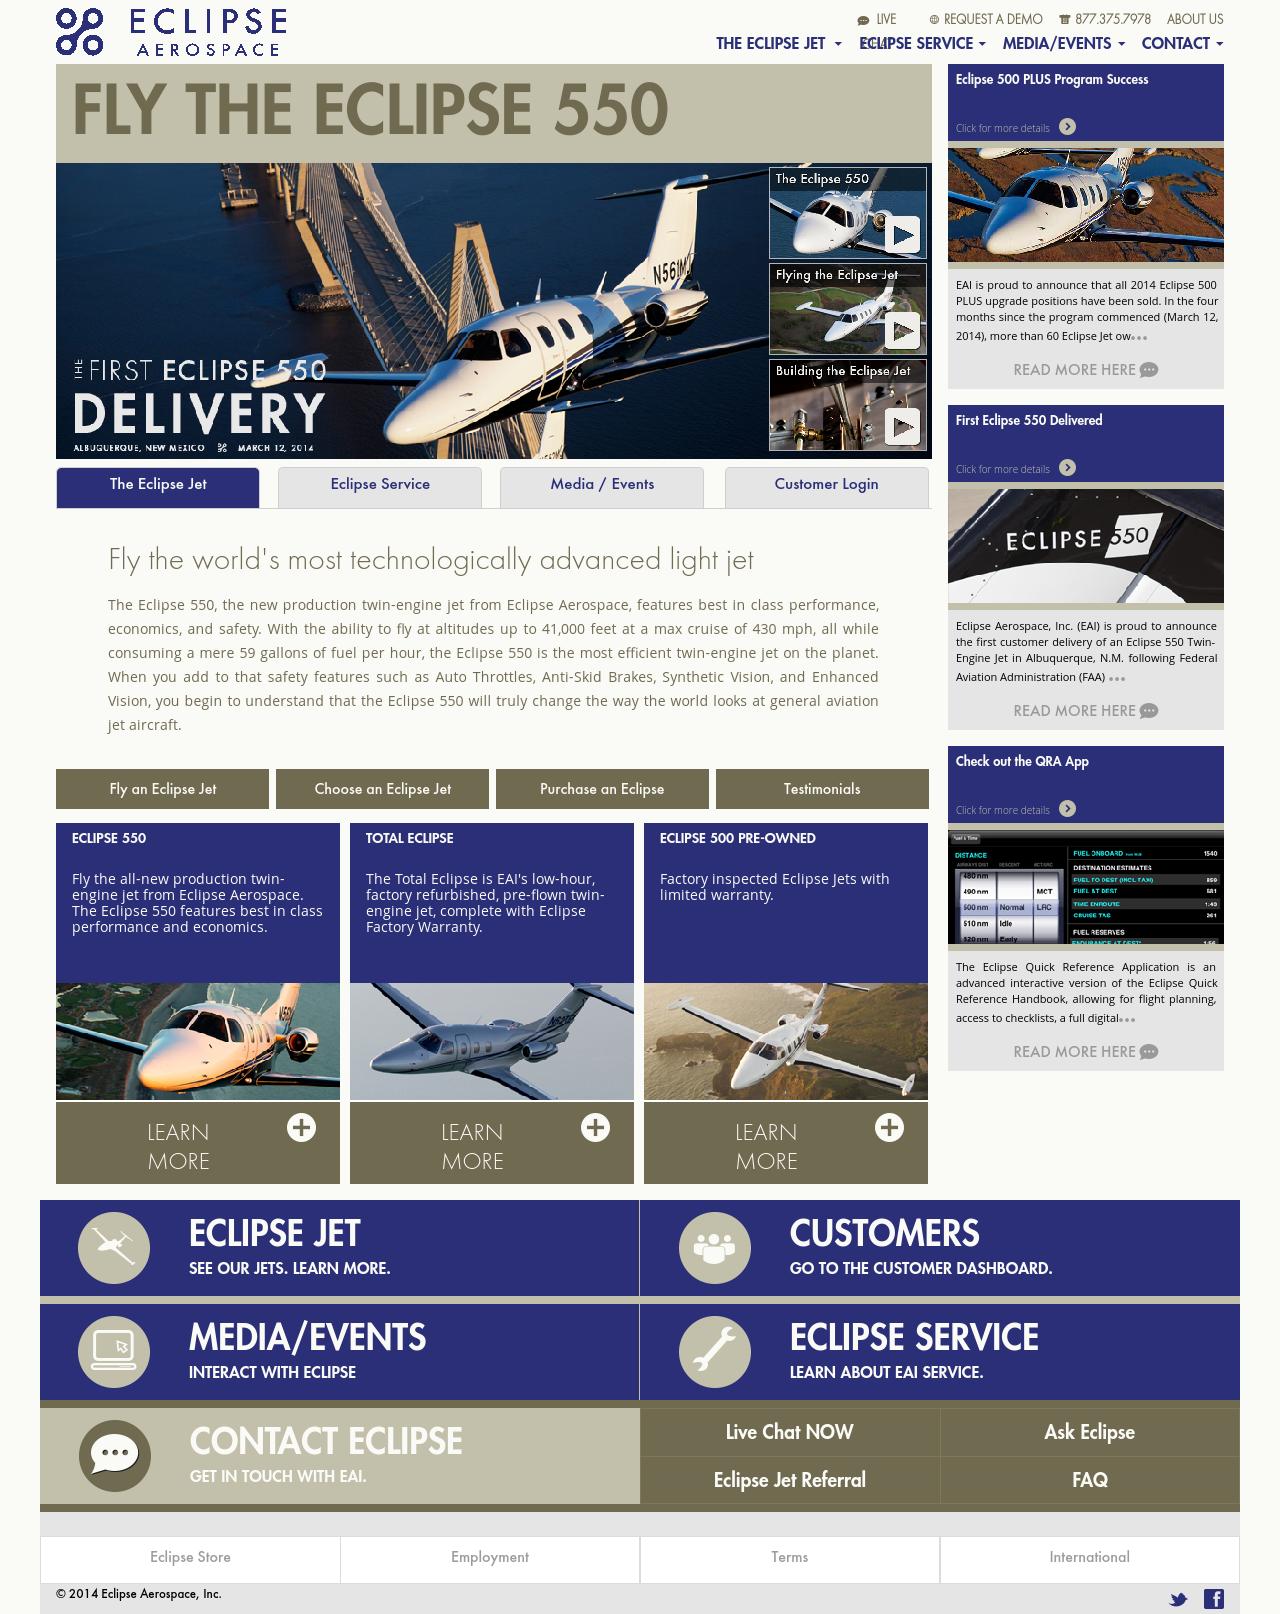 ECLIPSE
AEROSPACE
LIVE
REQUEST A DEMO
877.375.7978
ABOUT US
THE ECLIPSE JET
ECLIPSE SERVICE
MEDIA/EVENTS
CONTACT
FLY THE ECLIPSE 550
N561MJ
THE FIRST ECLIPSE 550
DELIVERY
ALBUQUERQUE, NEW MEXICO MARCH 12, 2014
The Eclipse 550
Flying the Eclipse Jet
Building the Eclipse Jet
The Eclipse Jet
Eclipse Service
Media / Events
Customer Login
Fly the world's most technologically advanced light jet
The Eclipse 550, the new production twin-engine jet from Eclipse Aerospace, features best in class performance,
economics, and safety. With the ability to fly at altitudes up to 41,000 feet at a max cruise of 430 mph, all while
consuming a mere 59 gallons of fuel per hour, the Eclipse 550 is the most efficient twin-engine jet on the planet.
When you add to that safety features such as Auto Throttles, Anti-Skid Brakes, Synthetic Vision, and Enhanced
Vision, you begin to understand that the Eclipse 550 will truly change the way the world looks at general aviation
jet aircraft.
Fly an Eclipse Jet
Choose an Eclipse Jet
Purchase an Eclipse
Testimonials
ECLIPSE 550
Fly the all-new production twin-
engine jet from Eclipse Aerospace.
The Eclipse 550 features best in class
performance and economics.
LEARN
MORE
TOTAL ECLIPSE
The Total Eclipse is EAI's low-hour,
factory refurbished, pre-flown twin-
engine jet, complete with Eclipse
Factory Warranty.
LEARN
MORE
ECLIPSE 500 PRE-OWNED
Factory inspected Eclipse Jets with
limited warranty.
LEARN
MORE
Eclipse 500 PLUS Program Success
Click for more details
EAI is proud to announce that all 2014 Eclipse 500
PLUS upgrade positions have been sold. In the four
months since the program commenced (March 12,
2014), more than 60 Eclipse Jet ow•••
READ MORE HERE
First Eclipse 550 Delivered
Click for more details
ECLIPSE 550
Eclipse Aerospace, Inc. (EAI) is proud to announce
the first customer delivery of an Eclipse 550 Twin-
Engine Jet in Albuquerque, N.M. following Federal
Aviation Administration (FAA) •••
READ MORE HERE
Check out the QRA App
Click for more details
Fuel & Time
DISTANCE
AIRWAYS DIST DESCENT
480 nm
490 nm MCT
500 nm Normal LRC
510 nm Idle
520 nm Early
FUEL ONBOARD 1540
DESTINATION ESTIMATES
FUEL TO DEST (INCL TAXI) 859
FUEL AT DEST 681
TIME ENROUTE 1:43
CRUISE TAS 361
FUEL RESERVES
ENDURANCE AT DEST* 1:56
The Eclipse Quick Reference Application is an
advanced interactive version of the Eclipse Quick
Reference Handbook, allowing for flight planning,
access to checklists, a full digital•••
READ MORE HERE
ECLIPSE JET
SEE OUR JETS. LEARN MORE.
CUSTOMERS
GO TO THE CUSTOMER DASHBOARD.
MEDIA/EVENTS
INTERACT WITH ECLIPSE
ECLIPSE SERVICE
LEARN ABOUT EAI SERVICE.
CONTACT ECLIPSE
GET IN TOUCH WITH EAI.
Live Chat NOW
Ask Eclipse
Eclipse Jet Referral
FAQ
Eclipse Store
Employment
Terms
International
© 2014 Eclipse Aerospace, Inc.